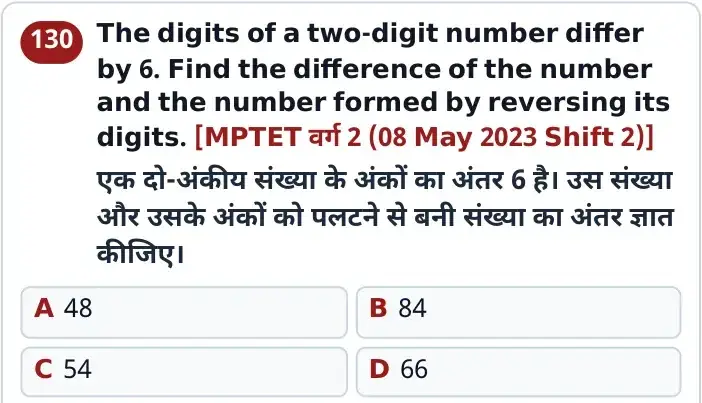 130 The digits of a two-digit number differ
by 6. Find the difference of the number
and the number formed by reversing its
digits. [MPTET वर्ग 2 (08 May 2023 Shift 2)]
एक दो-अंकीय संख्या के अंकों का अंतर 6 है। उस संख्या
और उसके अंकों को पलटने से बनी संख्या का अंतर ज्ञात
कीजिए।
A 48 B 84
C 54 D 66